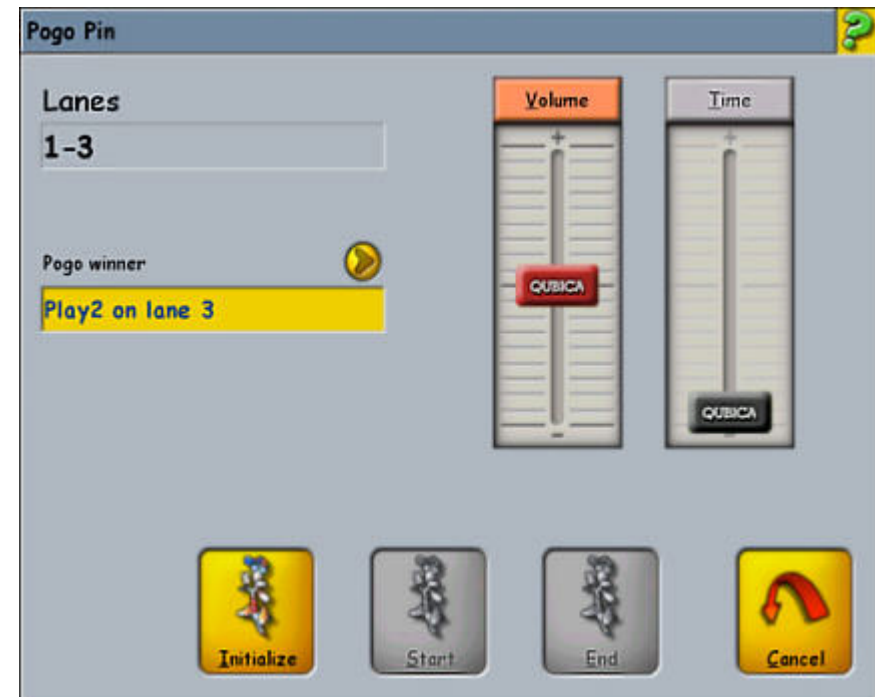 Pogo Pin
?
Lanes
1-3
Pogo winner
Play2 on lane 3
Volume
+
QUBICA
-
Time
+
QUBICA
-
Initialize
Start
End
Cancel